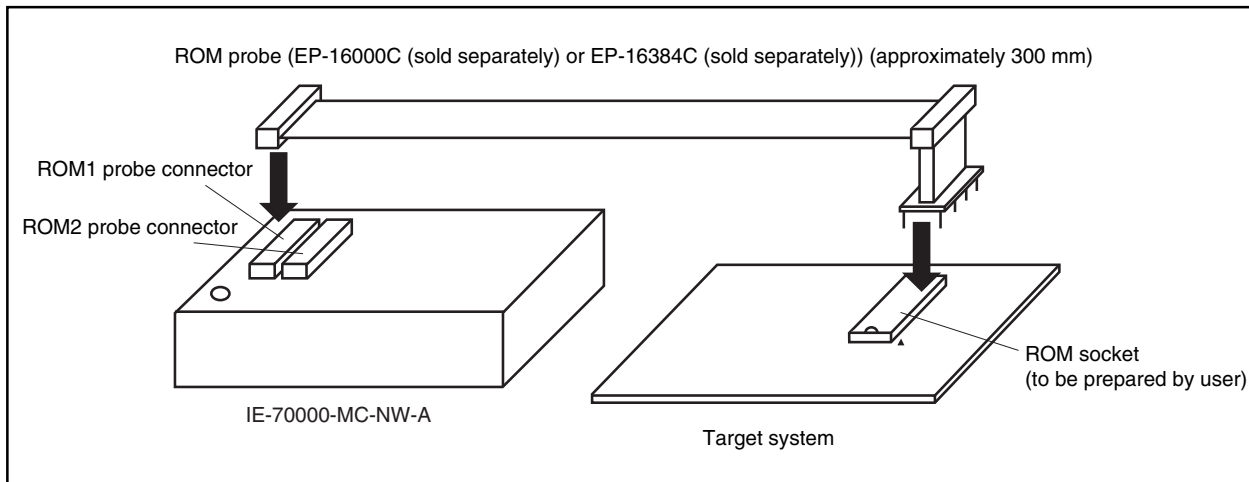 ROM probe (EP-16000C (sold separately) or EP-16384C (sold separately)) (approximately 300 mm)
ROM1 probe connector
ROM2 probe connector
ROM socket
(to be prepared by user)
IE-70000-MC-NW-A
Target system